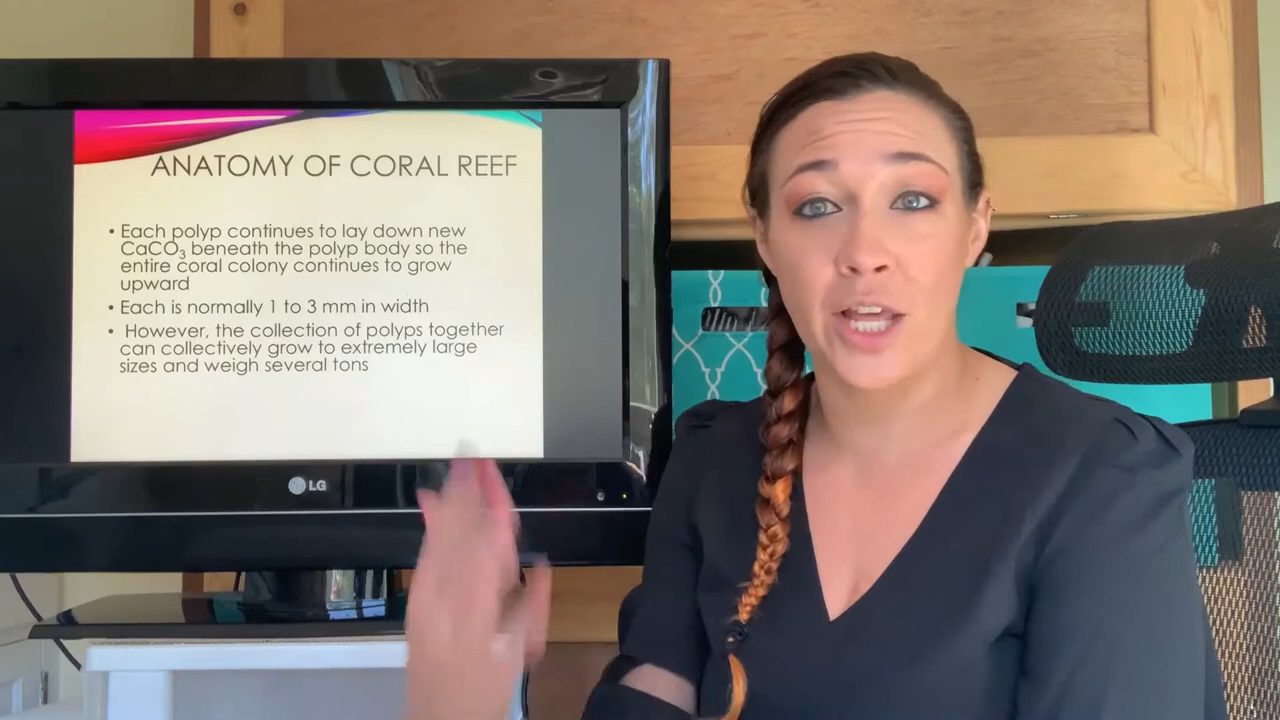 ANATOMY OF CORAL REEF
• Each polyp continues to lay down new
CaCO₃ beneath the polyp body so the
entire coral colony continues to grow
upward
• Each is normally 1 to 3 mm in width
• However, the collection of polyps together
can collectively grow to extremely large
sizes and weigh several tons
LG